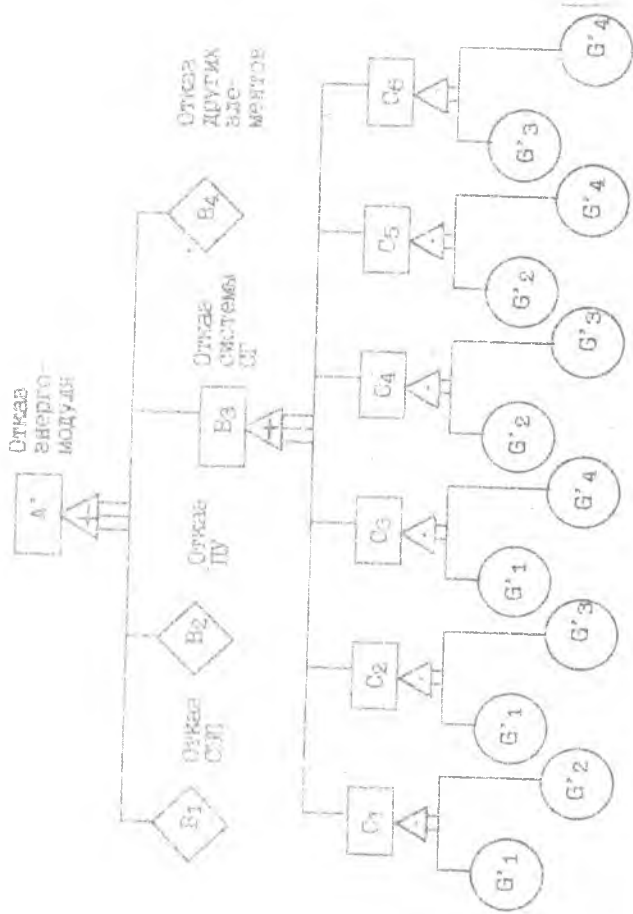 A'
Отказ
энерго-
модуля
B1
Отказ
B2
Отказ
ПУ
B3
Отказ
системы
СГ
B4
Отказ
других
эле-
ментов
C1
C2
C3
C4
C5
C6
G'1
G'2
G'1
G'3
G'1
G'4
G'2
G'3
G'2
G'4
G'3
G'4